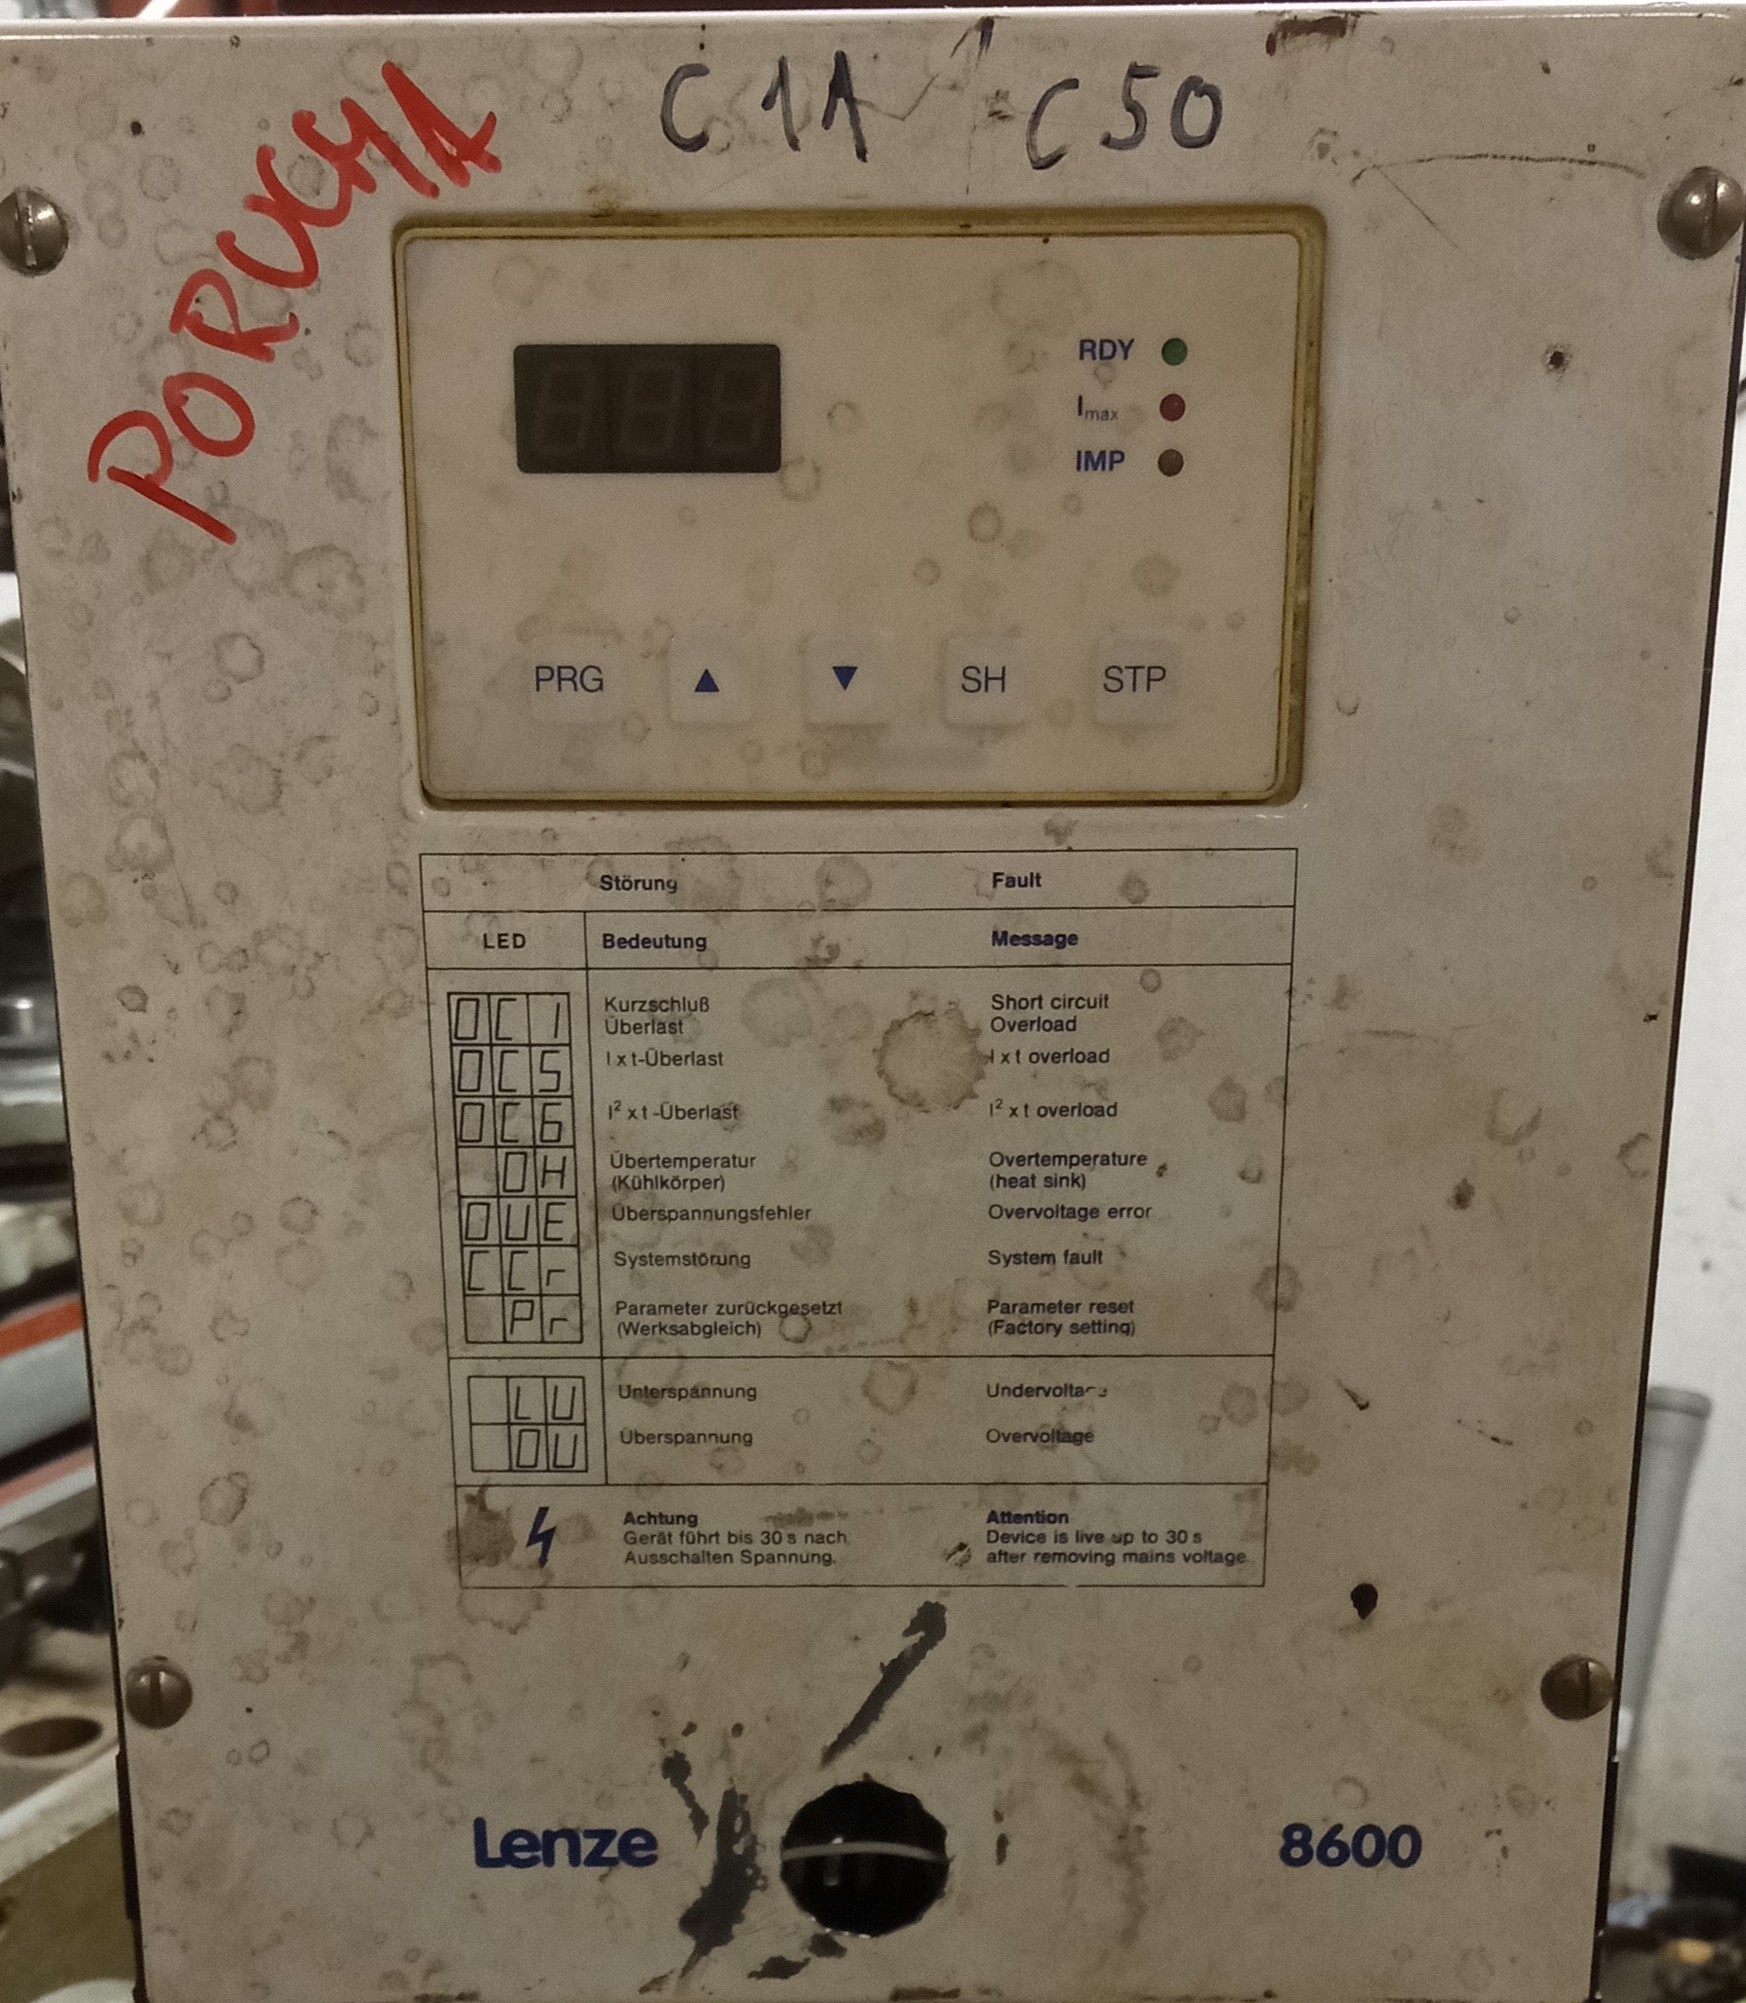 C 1A C 50
PORUCHA
RDY
Imax
IMP
PRG ▲ ▼ SH STP
Störung Fault
LED Bedeutung Message
OC1 Kurzschluß Short circuit
Überlast Overload
OC5 I x t-Überlast I x t overload
OC6 I² x t -Überlast I² x t overload
OH Übertemperatur Overtemperature
(Kühlkörper) (heat sink)
OUE Überspannungsfehler Overvoltage error
CCr Systemstörung System fault
Pr Parameter zurückgesetzt Parameter reset
(Werksabgleich) (Factory setting)
LU Unterspannung Undervoltage
OU Überspannung Overvoltage
Achtung Attention
Gerät führt bis 30 s nach Device is live up to 30 s
Ausschalten Spannung. after removing mains voltage
Lenze 8600